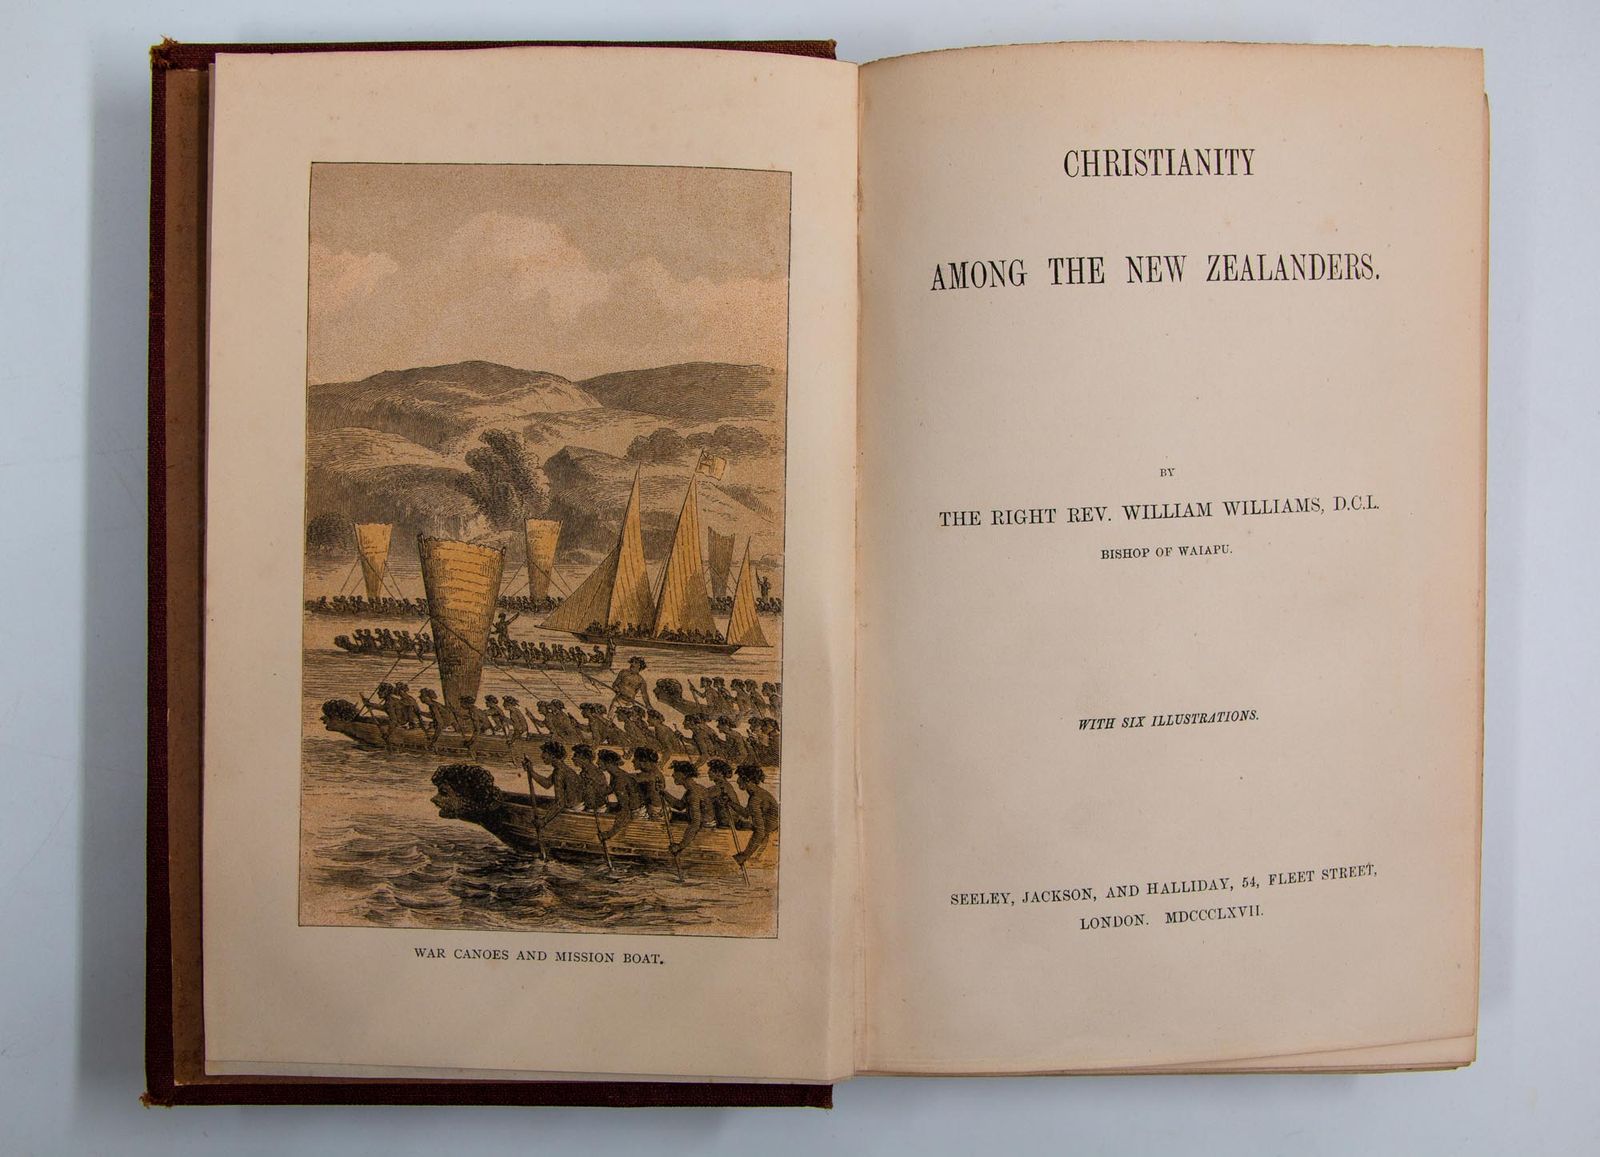 WAR CANOES AND MISSION BOAT.
CHRISTIANITY
AMONG THE NEW ZEALANDERS.
BY
THE RIGHT REV. WILLIAM WILLIAMS, D.C.L.
BISHOP OF WAIAPU.
WITH SIX ILLUSTRATIONS.
SEELEY, JACKSON, AND HALLIDAY, 54, FLEET STREET,
LONDON. MDCCCLXVII.